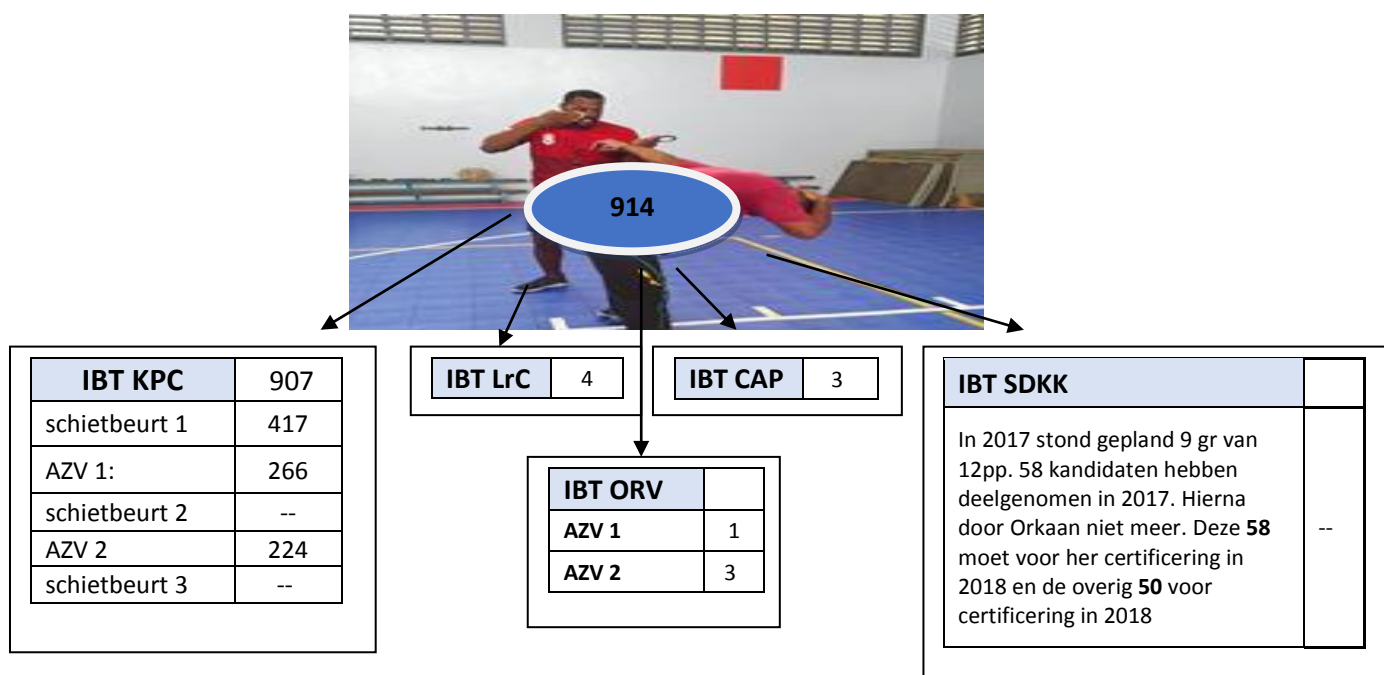 914
IBT KPC 907
schietbeurt 1 417
AZV 1: 266
schietbeurt 2 --
AZV 2 224
schietbeurt 3 --
IBT LrC 4
IBT CAP 3
IBT ORV
AZV 1 1
AZV 2 3
IBT SDKK
In 2017 stond gepland 9 gr van
12pp. 58 kandidaten hebben
deelgenomen in 2017. Hierna
door Orkaan niet meer. Deze 58
moet voor her certificering in
2018 en de overig 50 voor
certificering in 2018
--